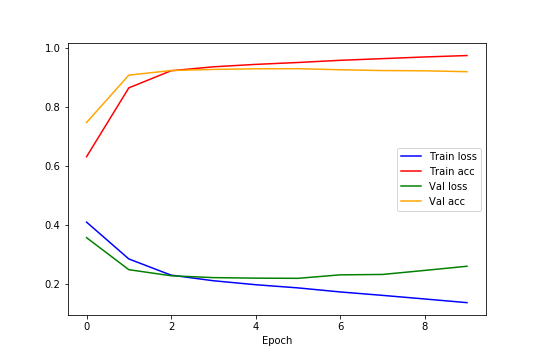 1.0
0.8
0.6
0.4
0.2
Train loss
Train acc
Val loss
Val acc
0 2 4 6 8
Epoch